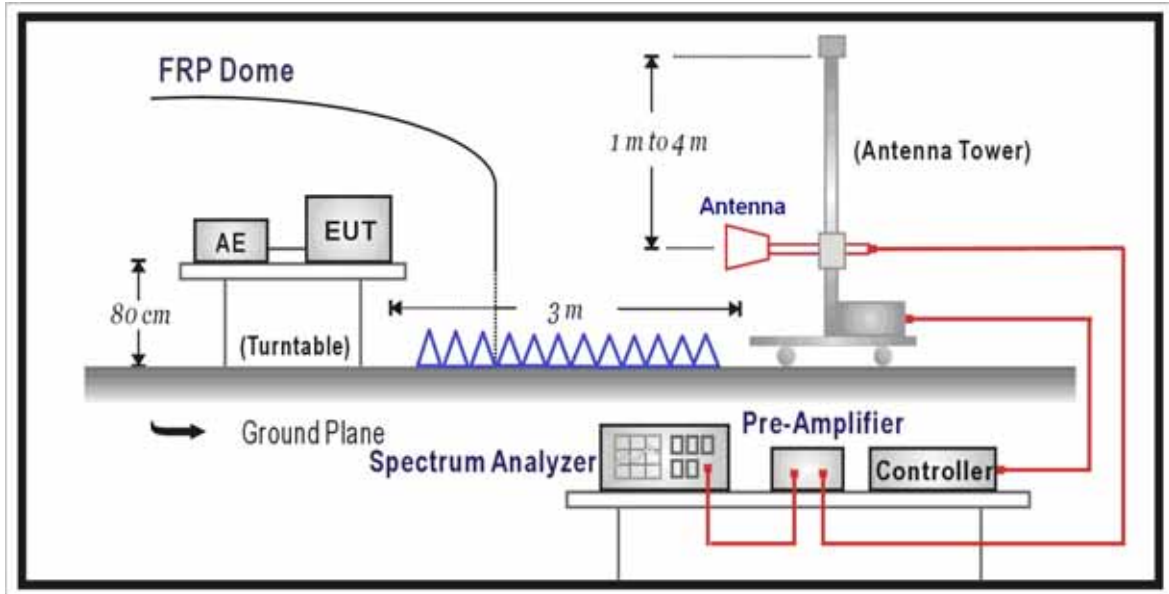 FRP Dome
1 m to 4 m
(Antenna Tower)
Antenna
AE
EUT
80 cm
3 m
(Turntable)
Ground Plane
Pre-Amplifier
Spectrum Analyzer
Controller